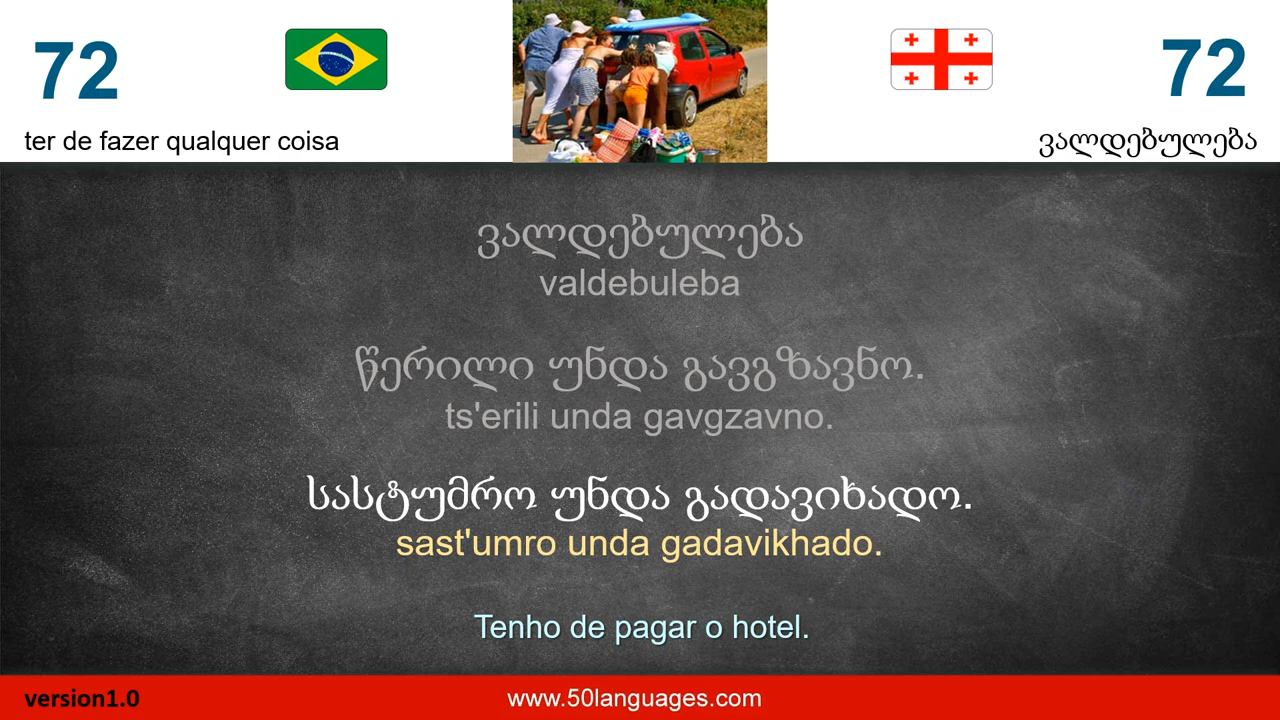 72
72
ter de fazer qualquer coisa
ვალდებულება
ვალდებულება
valdebuleba
წერილი უნდა გავგზავნო.
ts'erili unda gavgzavno.
სასტუმრო უნდა გადავიხადო.
sast'umro unda gadavikhado.
Tenho de pagar o hotel.
version1.0
www.50languages.com